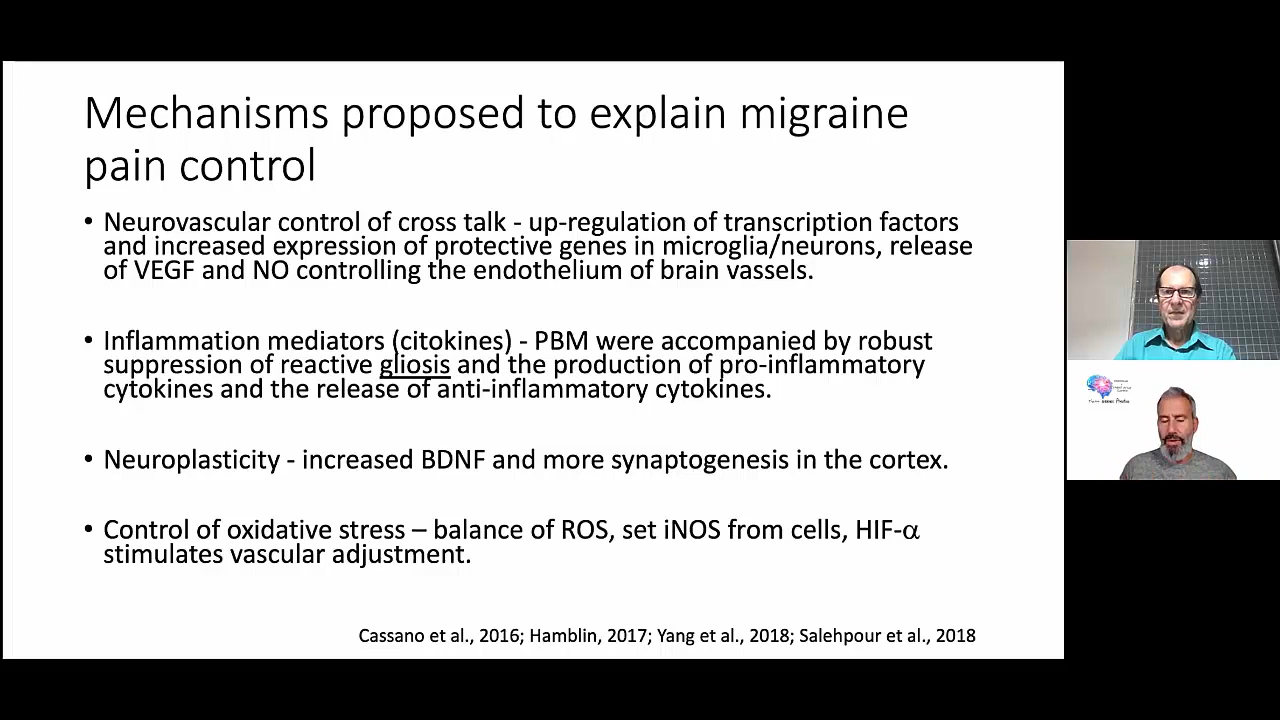 Mechanisms proposed to explain migraine
pain control
• Neurovascular control of cross talk - up-regulation of transcription factors
and increased expression of protective genes in microglia/neurons, release
of VEGF and NO controlling the endothelium of brain vassels.
• Inflammation mediators (citokines) - PBM were accompanied by robust
suppression of reactive gliosis and the production of pro-inflammatory
cytokines and the release of anti-inflammatory cytokines.
• Neuroplasticity - increased BDNF and more synaptogenesis in the cortex.
• Control of oxidative stress – balance of ROS, set iNOS from cells, HIF-α
stimulates vascular adjustment.
Cassano et al., 2016; Hamblin, 2017; Yang et al., 2018; Salehpour et al., 2018